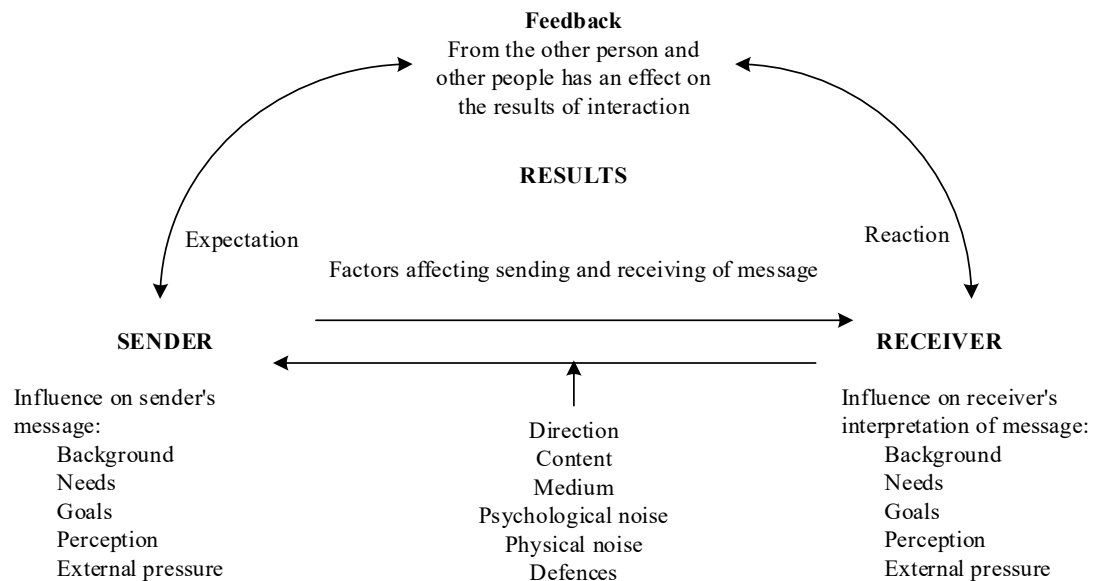 Feedback
From the other person and
other people has an effect on
the results of interaction
RESULTS
Expectation
Reaction
Factors affecting sending and receiving of message
SENDER
RECEIVER
Influence on sender's
message:
Background
Needs
Goals
Perception
External pressure
Direction
Content
Medium
Psychological noise
Physical noise
Defences
Influence on receiver's
interpretation of message:
Background
Needs
Goals
Perception
External pressure